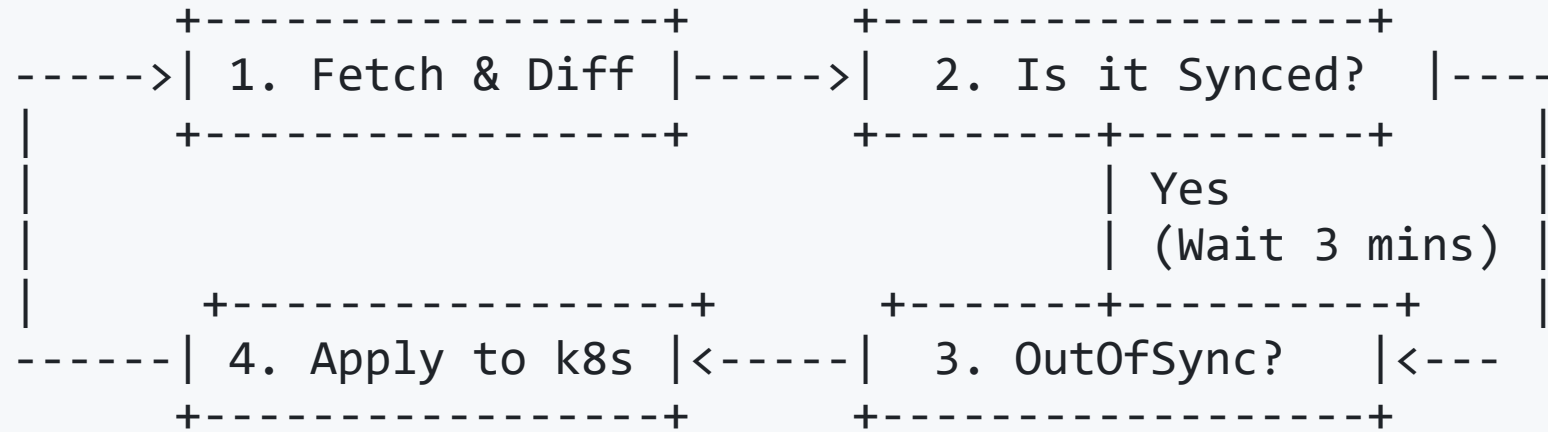 +-----------------+      +------------------+
----->| 1. Fetch & Diff |----->|  2. Is it Synced?  |----
|     +-----------------+      +--------+---------+     |
|                                       | Yes           |
|                                       | (Wait 3 mins) |
|      +-----------------+      +-------+----------+    |
------| 4. Apply to k8s |<-----|  3. OutOfSync?   |<---
+-----------------+      +------------------+